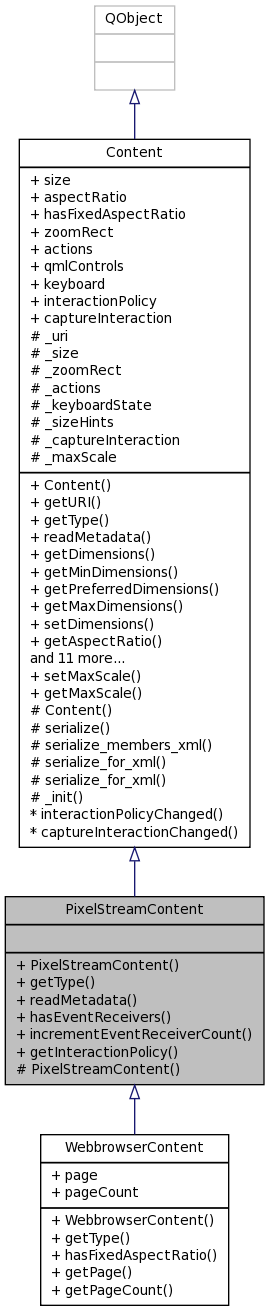 QObject
Content
+ size
+ aspectRatio
+ hasFixedAspectRatio
+ zoomRect
+ actions
+ qmlControls
+ keyboard
+ interactionPolicy
+ captureInteraction
# _uri
# _size
# _zoomRect
# _actions
# _keyboardState
# _sizeHints
# _captureInteraction
# _maxScale
+ Content()
+ getURI()
+ getType()
+ readMetadata()
+ getDimensions()
+ getMinDimensions()
+ getPreferredDimensions()
+ getMaxDimensions()
+ setDimensions()
+ getAspectRatio()
and 11 more...
+ setMaxScale()
+ getMaxScale()
# Content()
# serialize()
# serialize_members_xml()
# serialize_for_xml()
# serialize_for_xml()
# _init()
* interactionPolicyChanged()
* captureInteractionChanged()
PixelStreamContent
+ PixelStreamContent()
+ getType()
+ readMetadata()
+ hasEventReceivers()
+ incrementEventReceiverCount()
+ getInteractionPolicy()
# PixelStreamContent()
WebbrowserContent
+ page
+ pageCount
+ WebbrowserContent()
+ getType()
+ hasFixedAspectRatio()
+ getPage()
+ getPageCount()